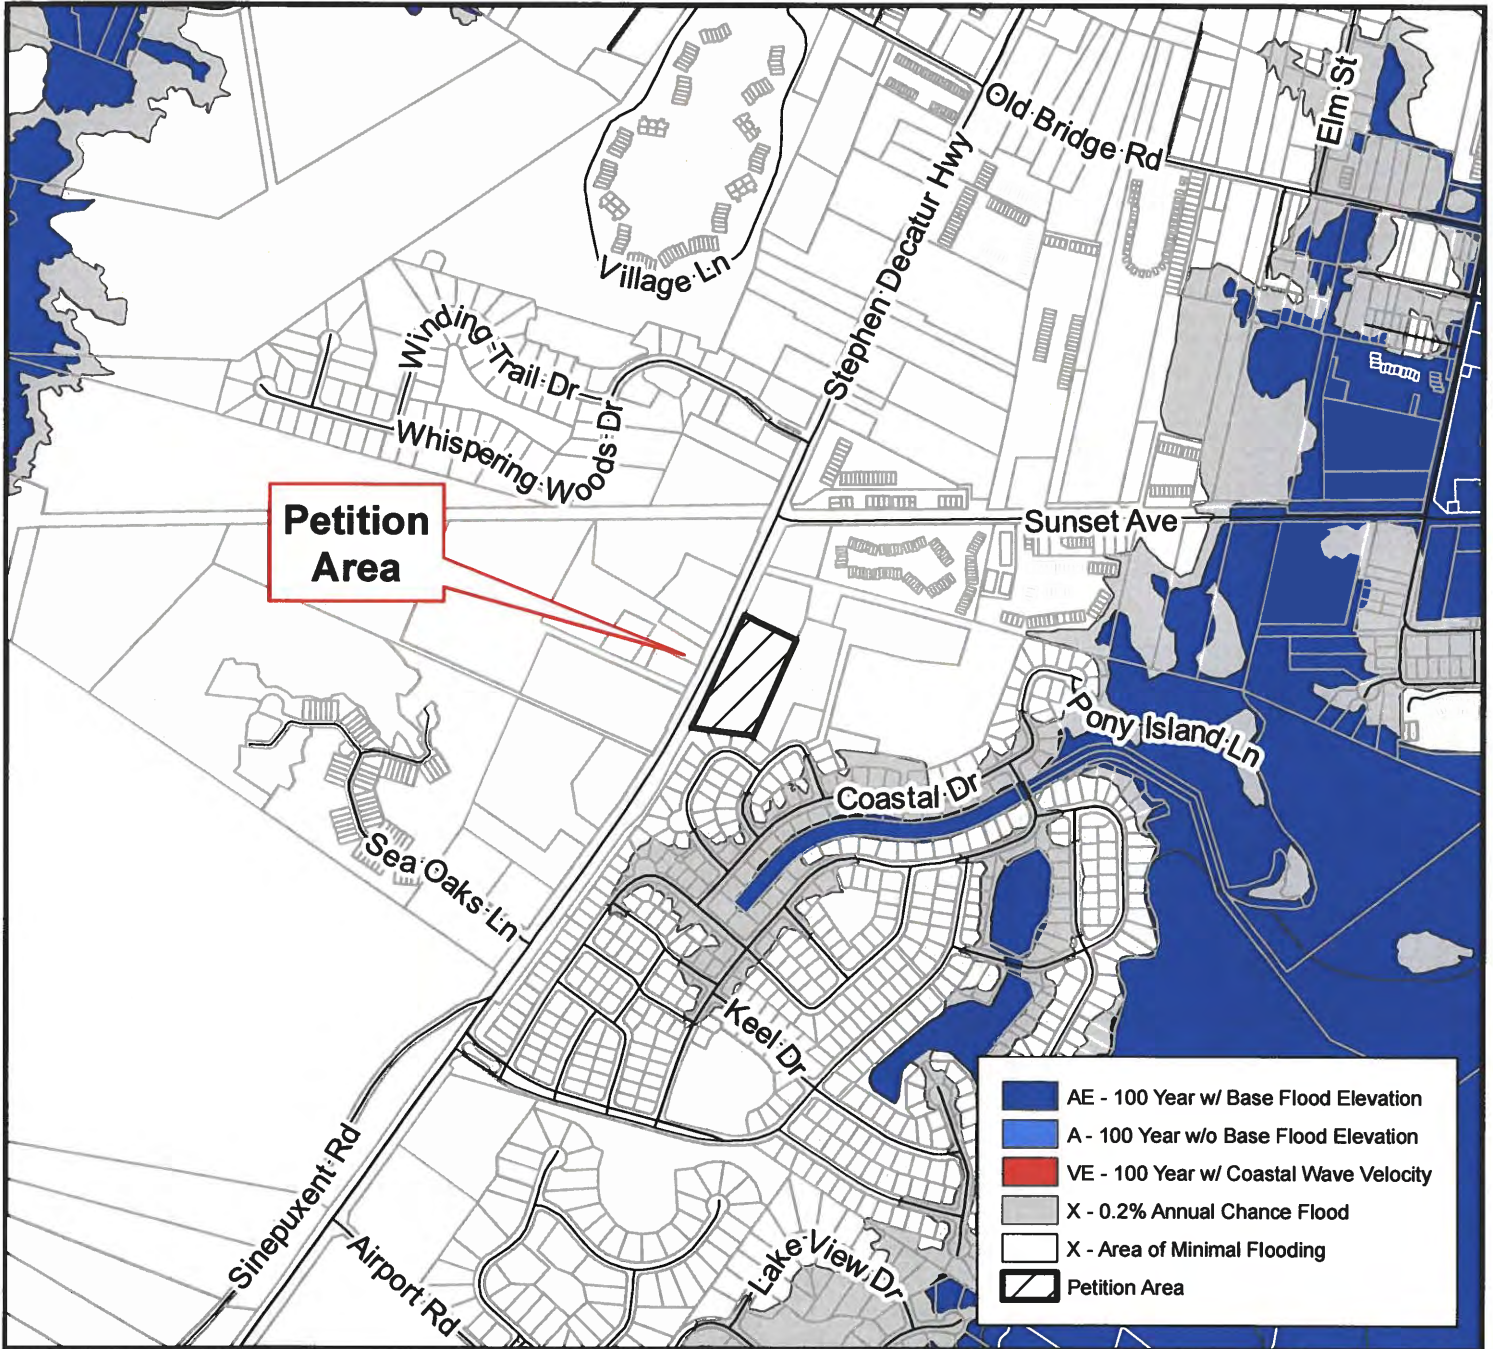 Elm St
Old Bridge Rd
Stephen Decatur Hwy
Village Ln
Winding Trail Dr
Whispering Woods Dr
Petition
Area
Sunset Ave
Pony Island Ln
Coastal Dr
Sea Oaks Ln
Keel Dr
Sinepuxent Rd
Airport Rd
Lake View Dr
AE - 100 Year w/ Base Flood Elevation
A - 100 Year w/o Base Flood Elevation
VE - 100 Year w/ Coastal Wave Velocity
X - 0.2% Annual Chance Flood
X - Area of Minimal Flooding
Petition Area